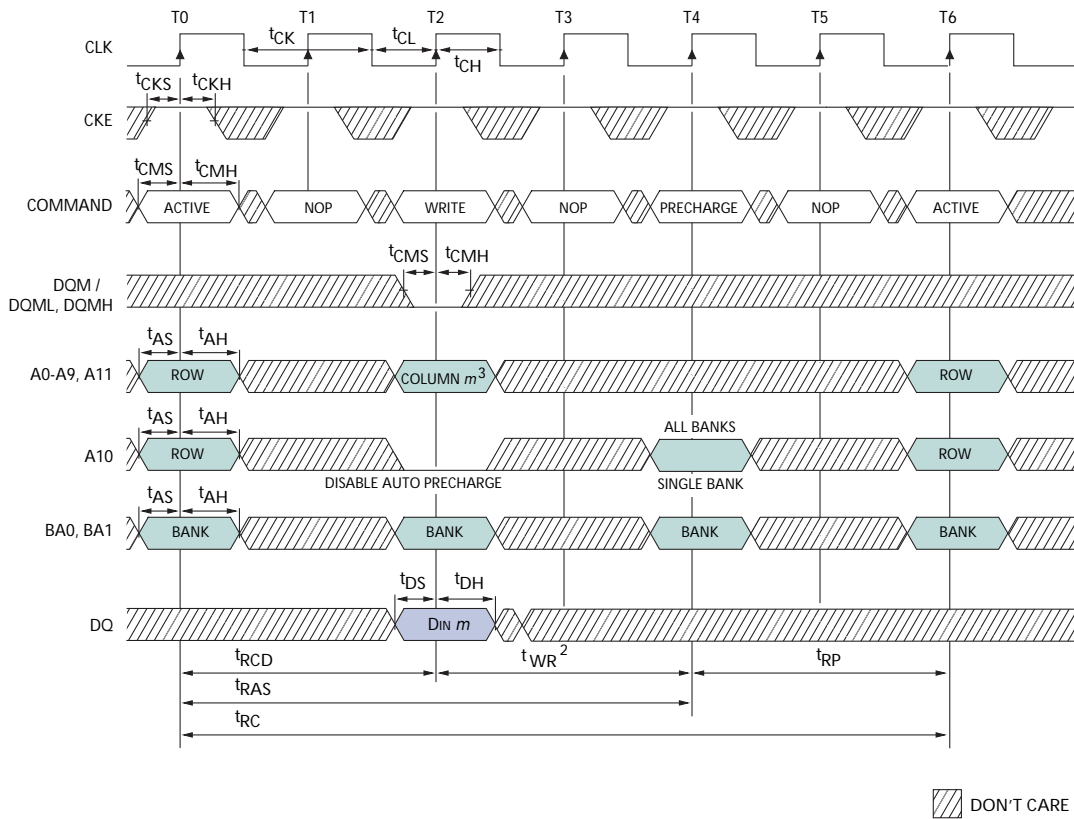 T0 T1 T2 T3 T4 T5 T6
CLK
tCK tCL
tCH
tCKS tCKH
CKE
tCMS tCMH
COMMAND ACTIVE NOP WRITE NOP PRECHARGE NOP ACTIVE
tCMS tCMH
DQM /
DQML, DQMH
tAS tAH
A0-A9, A11 ROW COLUMN m3 ROW
tAS tAH
ALL BANKS
A10 ROW ROW
DISABLE AUTO PRECHARGE SINGLE BANK
tAS tAH
BA0, BA1 BANK BANK BANK BANK
tDS tDH
DQ DIN m
tRCD tWR2 tRP
tRAS
tRC
DON'T CARE